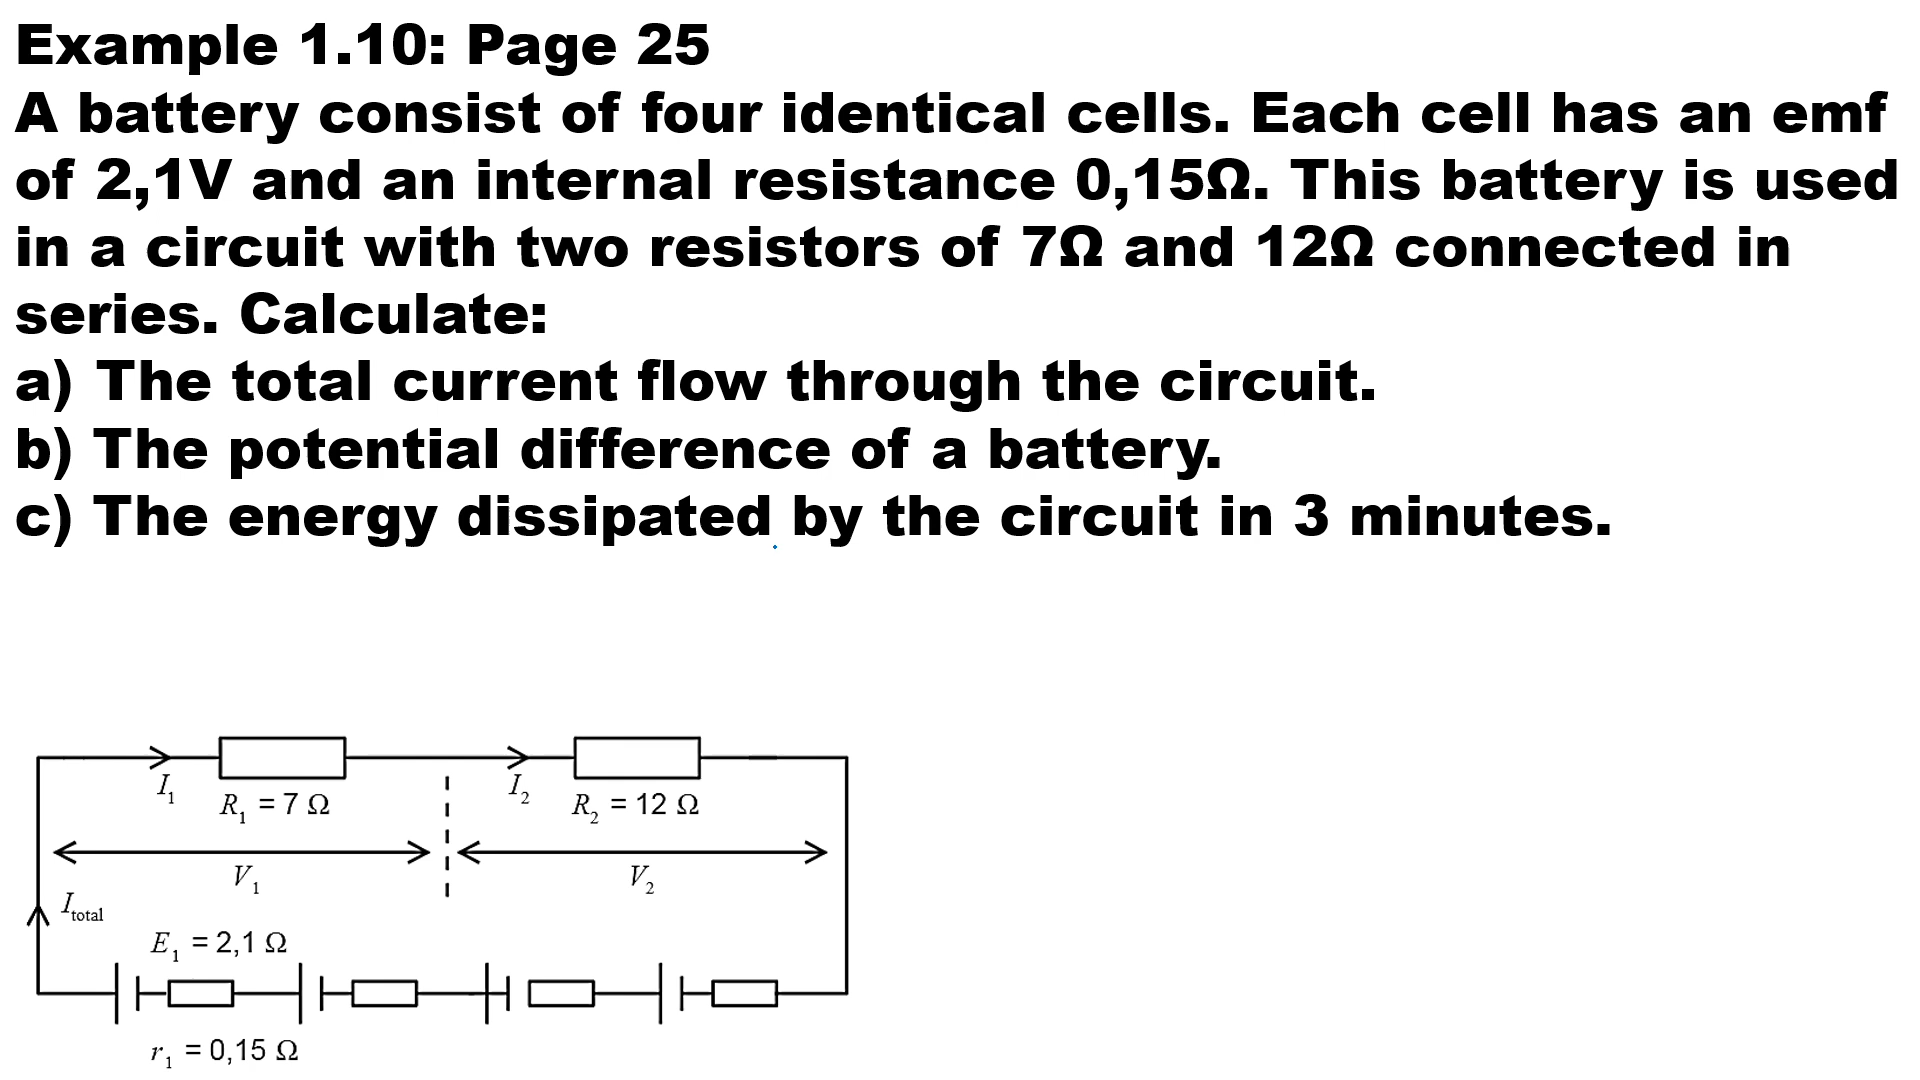 Example 1.10: Page 25
A battery consist of four identical cells. Each cell has an emf
of 2,1V and an internal resistance 0,15Ω. This battery is used
in a circuit with two resistors of 7Ω and 12Ω connected in
series. Calculate:
a) The total current flow through the circuit.
b) The potential difference of a battery.
c) The energy dissipated by the circuit in 3 minutes.
I₁ R₁ = 7 Ω I₂ R₂ = 12 Ω
V₁ V₂
Itotal
E₁ = 2,1 Ω
r₁ = 0,15 Ω